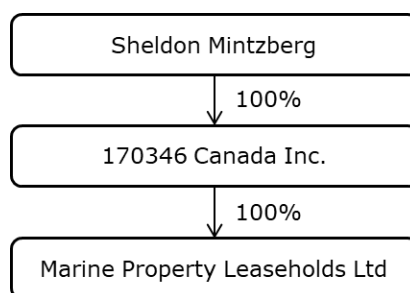 Sheldon Mintzberg
100%
170346 Canada Inc.
100%
Marine Property Leaseholds Ltd